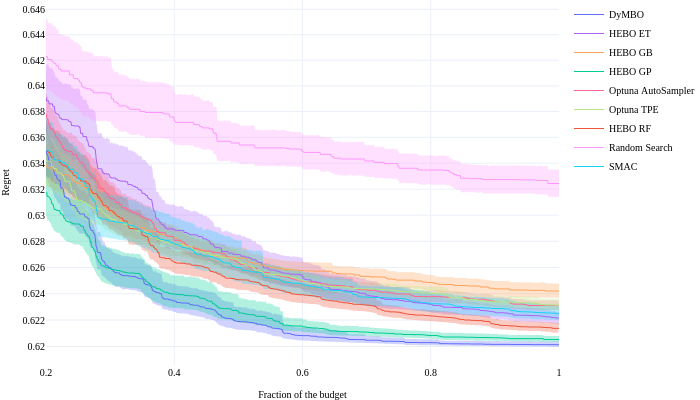 0.646
0.644
0.642
0.64
0.638
0.636
0.634
0.632
0.63
0.628
0.626
0.624
0.622
0.62
Regret
0.2
0.4
0.6
0.8
1
Fraction of the budget
DyMBO
HEBO ET
HEBO GB
HEBO GP
Optuna AutoSampler
Optuna TPE
HEBO RF
Random Search
SMAC